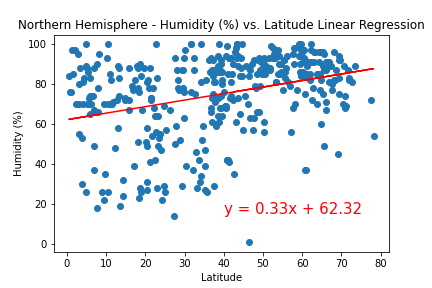 Northern Hemisphere - Humidity (%) vs. Latitude Linear Regression
100
80
60
40
20
0
Humidity (%)
y = 0.33x + 62.32
0 10 20 30 40 50 60 70 80
Latitude